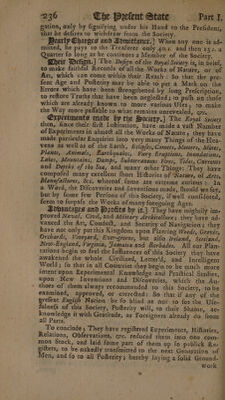 236 The Present State Part I.
gation, only by signifying under his Hand to the President,
that he desires to withdraw from the Society.
Yearly Charges and Admittance.] When any one is ad-
mitted, he pays to the Treasurer only 40 s. and then 13 s. a
Quarter so long as he continues a Member of the Society.
Their Design.] The Design of the Royal Society is, in brief,
to make faithful Records of all the Works of Nature, or of
Art, which can come within their Reach: So that the pre-
sent Age and Posterity may be able to put a Mark on the
Errors which have been strengthened by long Prescription,
to restore Truths that have been neglected; to push on those
which are already known to more various Uses, to make
the Way more passable to what remains unrevealed, &c.
Experiments made by the Society.] The Royal Society
then, since their first Institution, have made a vast Number
of Experiments in almost all the Works of Nature; they have
made particular Enquiries into very many Things of the Hea-
vens as well as of the Earth, Eclipses, Comets, Meteors, Mines,
Plants, Animals, Earthquakes, Fiery Eruptions, Inundations,
Lakes, Mountains, Damps, Subterraneous Fires, Tides, Currents
and Depths of the Sea, and many other Things: They have
composed many excellent short Histories of Nature, of Arts,
Manufactures, &c. whereof some are extreme curious: In
a Word, the Discoveries and Inventions made,
but by some few Persons of this Society, if well considered,
seem to surpass the Works of many foregoing Ages.
Advantages and Profits by it.] They have mightily im-
proved Naval, Civil, and Military Architecture; they have ad-
vanced the Art, Conduct, and Security of Navigation; they
have not only put this Kingdom upon Planting Woods, Groves,
Orchards, Vineyards, Evergreens, but also Ireland, Scotland,
New-England, Virginia, Jamaica and Barbados. All our Plan-
tations begin to feel the Influences of this Society: they have
awakened the whole Civilized, Letter'd, and Intelligent
World; so that in all Countries they begin to be much more
intent upon Experimental Knowledge and Practical Studies,
upon New Inventions and Discoveries, which the Au-
thors of them always recommended to this Society, to be
examined, approved, or corrected: So that if any of the
present English Nation be so blind as not to see the Use-
fulness of this Society, Posterity will, to their Shame, ac-
knowledge it with Gratitude, as Foreigners already do from
all Parts.
To conclude; They have registered Experiments, Histories,
Relations, Observations, &c. reduced them into one com-
mon Stock, and laid some part of them up in publick Re-
gisters, to be nakedly transmitted to the next Generation of
Men, and so to all Posterity; hereby laying a solid Ground-
work